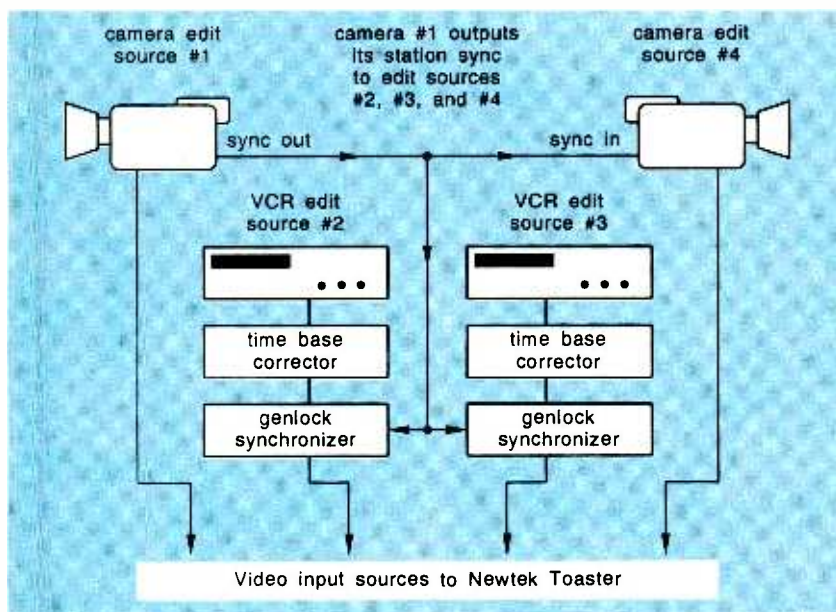 camera edit
source #1
camera #1 outputs
its station sync
to edit sources
#2, #3, and #4
camera edit
source #4
sync out
sync in
VCR edit
source #2
VCR edit
source #3
time base
corrector
time base
corrector
genlock
synchronizer
genlock
synchronizer
Video input sources to Newtek Toaster